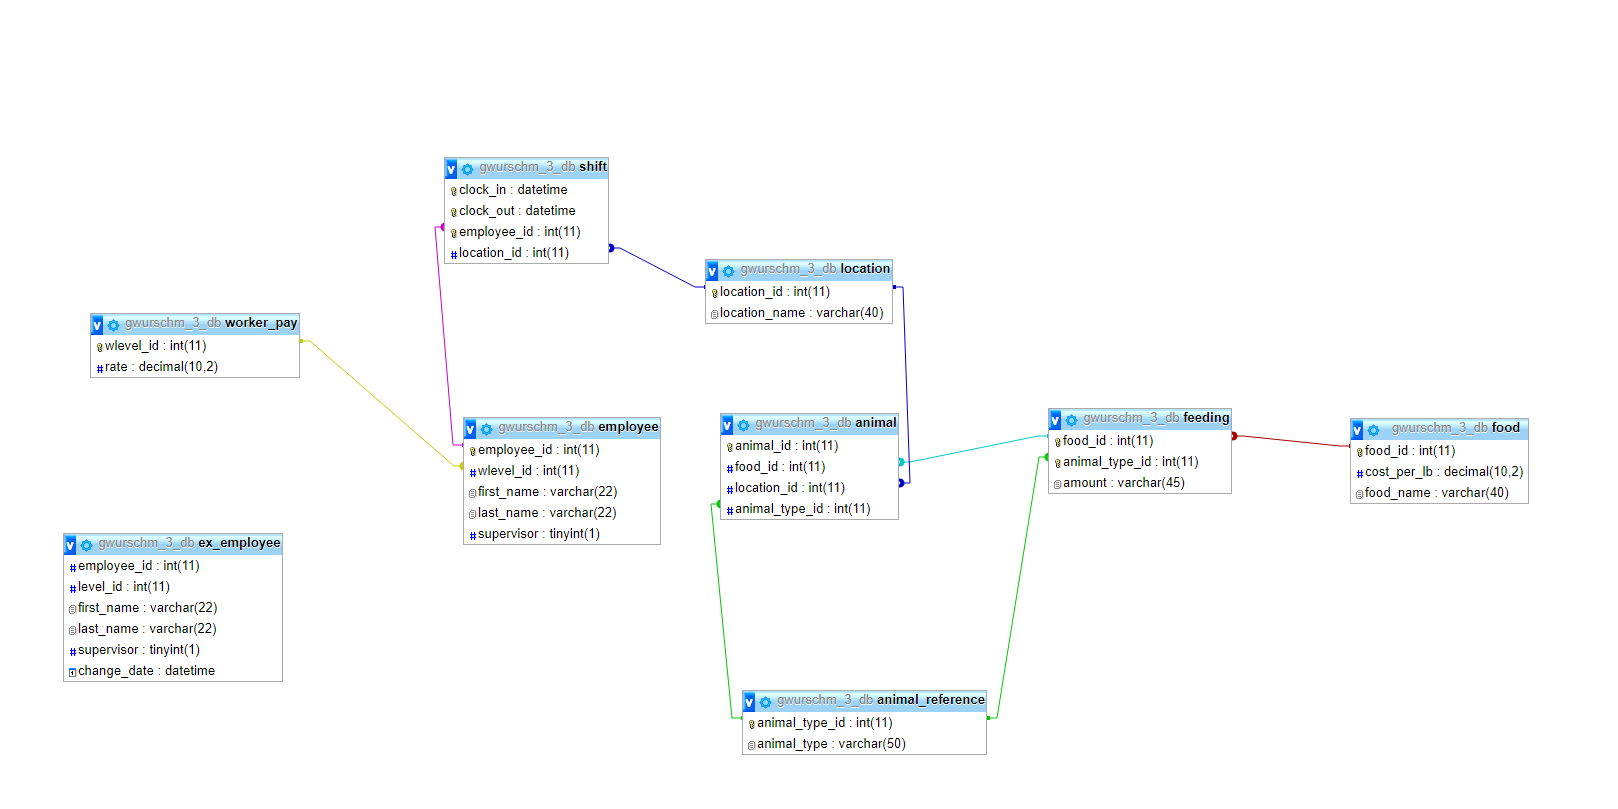 gwurschm_3_db shift
clock_in : datetime
clock_out : datetime
employee_id : int(11)
location_id : int(11)
gwurschm_3_db location
location_id : int(11)
location_name : varchar(40)
gwurschm_3_db worker_pay
wlevel_id : int(11)
rate : decimal(10,2)
gwurschm_3_db employee
employee_id : int(11)
wlevel_id : int(11)
first_name : varchar(22)
last_name : varchar(22)
supervisor : tinyint(1)
gwurschm_3_db animal
animal_id : int(11)
food_id : int(11)
location_id : int(11)
animal_type_id : int(11)
gwurschm_3_db feeding
food_id : int(11)
animal_type_id : int(11)
amount : varchar(45)
gwurschm_3_db food
food_id : int(11)
cost_per_lb : decimal(10,2)
food_name : varchar(40)
gwurschm_3_db ex_employee
employee_id : int(11)
level_id : int(11)
first_name : varchar(22)
last_name : varchar(22)
supervisor : tinyint(1)
change_date : datetime
gwurschm_3_db animal_reference
animal_type_id : int(11)
animal_type : varchar(50)